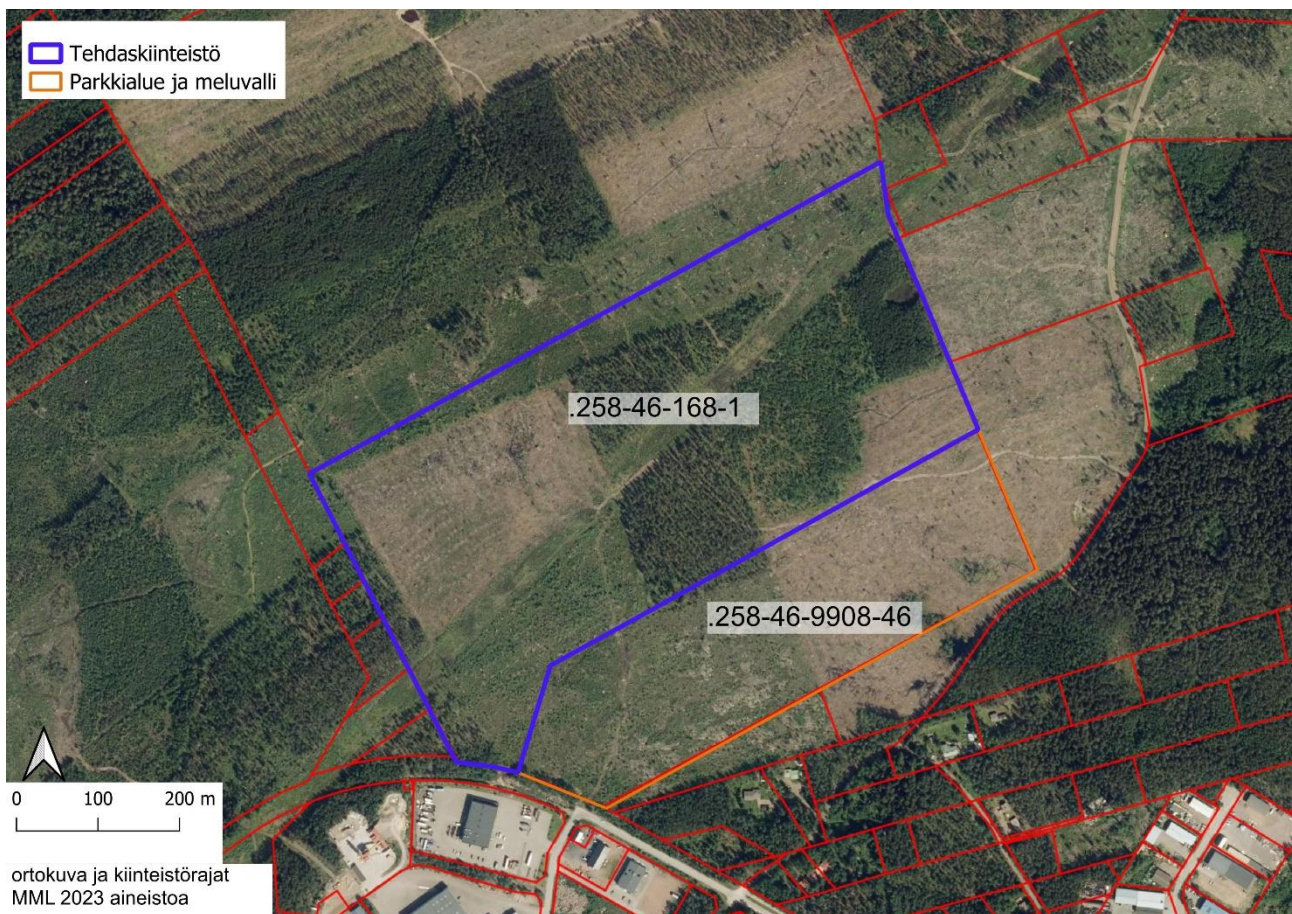 Tehdaskiinteistö
Parkkialue ja meluvalli
.258-46-168-1
.258-46-9908-46
0 100 200 m
ortokuva ja kiinteistörajat
MML 2023 aineistoa